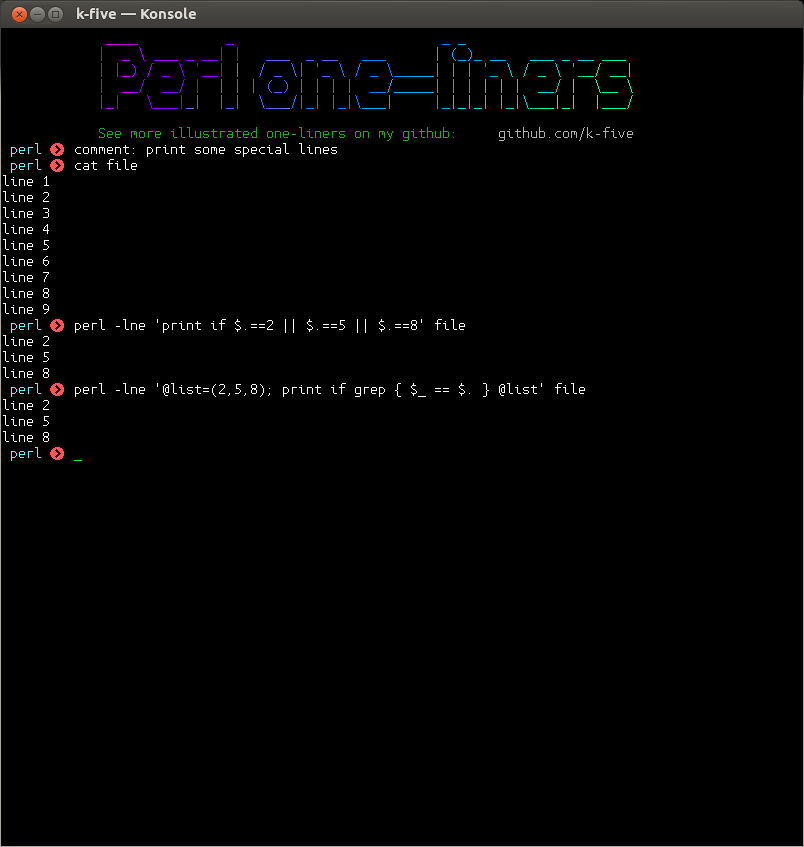 k-five — Konsole
Perl one-liners
See more illustrated one-liners on my github: github.com/k-five
perl comment: print some special lines
perl cat file
line 1
line 2
line 3
line 4
line 5
line 6
line 7
line 8
line 9
perl perl -lne 'print if $.==2 || $.==5 || $.==8' file
line 2
line 5
line 8
perl perl -lne '@list=(2,5,8); print if grep { $_ == $. } @list' file
line 2
line 5
line 8
perl _